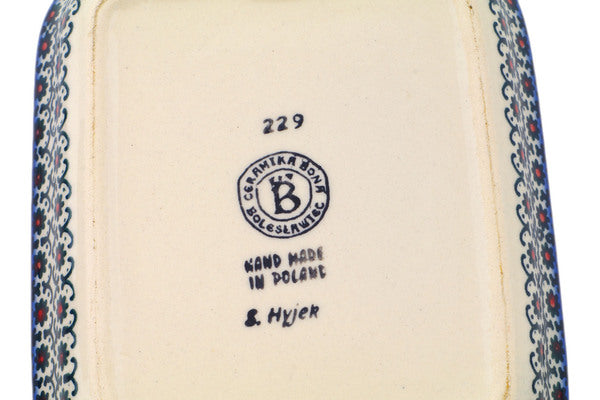 229
CERAMIKA BONA
B
BOLESŁAWIEC
HAND MADE
IN POLAND
S. Hyjek